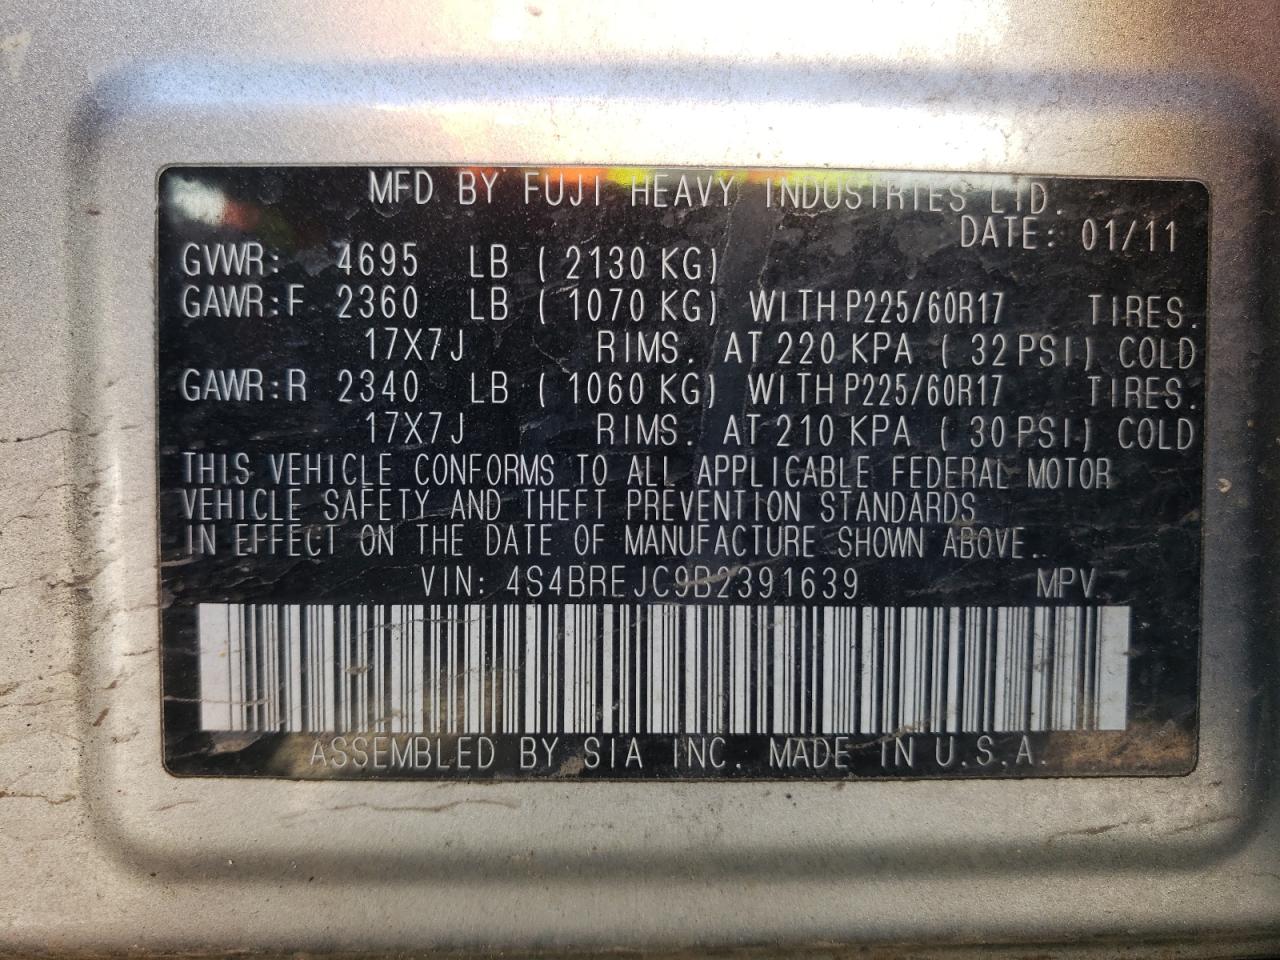 MFD BY FUJI HEAVY INDUSTRIES LTD.
DATE: 01/11
GVWR: 4695 LB ( 2130 KG)
GAWR:F 2360 LB ( 1070 KG) WITH P225/60R17 TIRES.
17X7J RIMS. AT 220 KPA ( 32 PSI) COLD
GAWR:R 2340 LB ( 1060 KG) WITH P225/60R17 TIRES.
17X7J RIMS. AT 210 KPA ( 30 PSI) COLD
THIS VEHICLE CONFORMS TO ALL APPLICABLE FEDERAL MOTOR
VEHICLE SAFETY AND THEFT PREVENTION STANDARDS
IN EFFECT ON THE DATE OF MANUFACTURE SHOWN ABOVE.
VIN: 4S4BREJC9B2391639 MPV
ASSEMBLED BY SIA INC. MADE IN U.S.A.